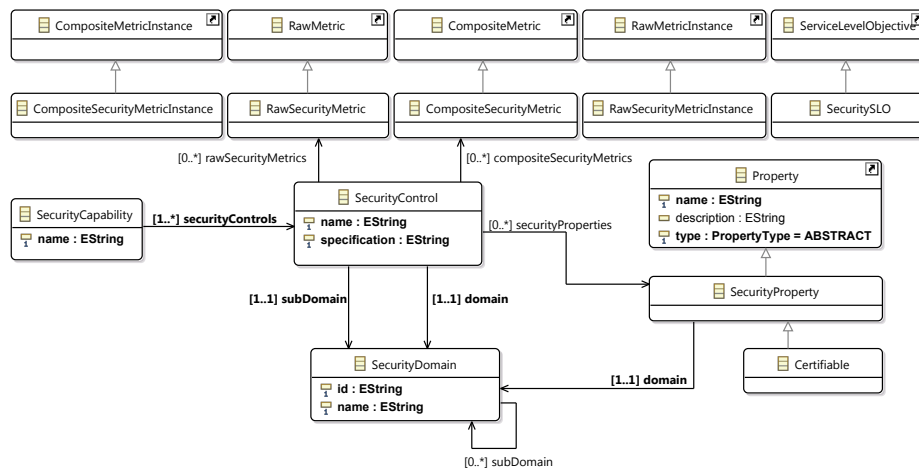 CompositeMetricInstance
RawMetric
CompositeMetric
RawMetricInstance
ServiceLevelObjective
CompositeSecurityMetricInstance
RawSecurityMetric
CompositeSecurityMetric
RawSecurityMetricInstance
SecuritySLO
[0..*] rawSecurityMetrics
[0..*] compositeSecurityMetrics
Property
name : EString
description : EString
type : PropertyType = ABSTRACT
SecurityCapability
name : EString
[1..*] securityControls
SecurityControl
name : EString
specification : EString
[0..*] securityProperties
[1..1] subDomain
[1..1] domain
SecurityProperty
SecurityDomain
id : EString
name : EString
[1..1] domain
Certifiable
[0..*] subDomain